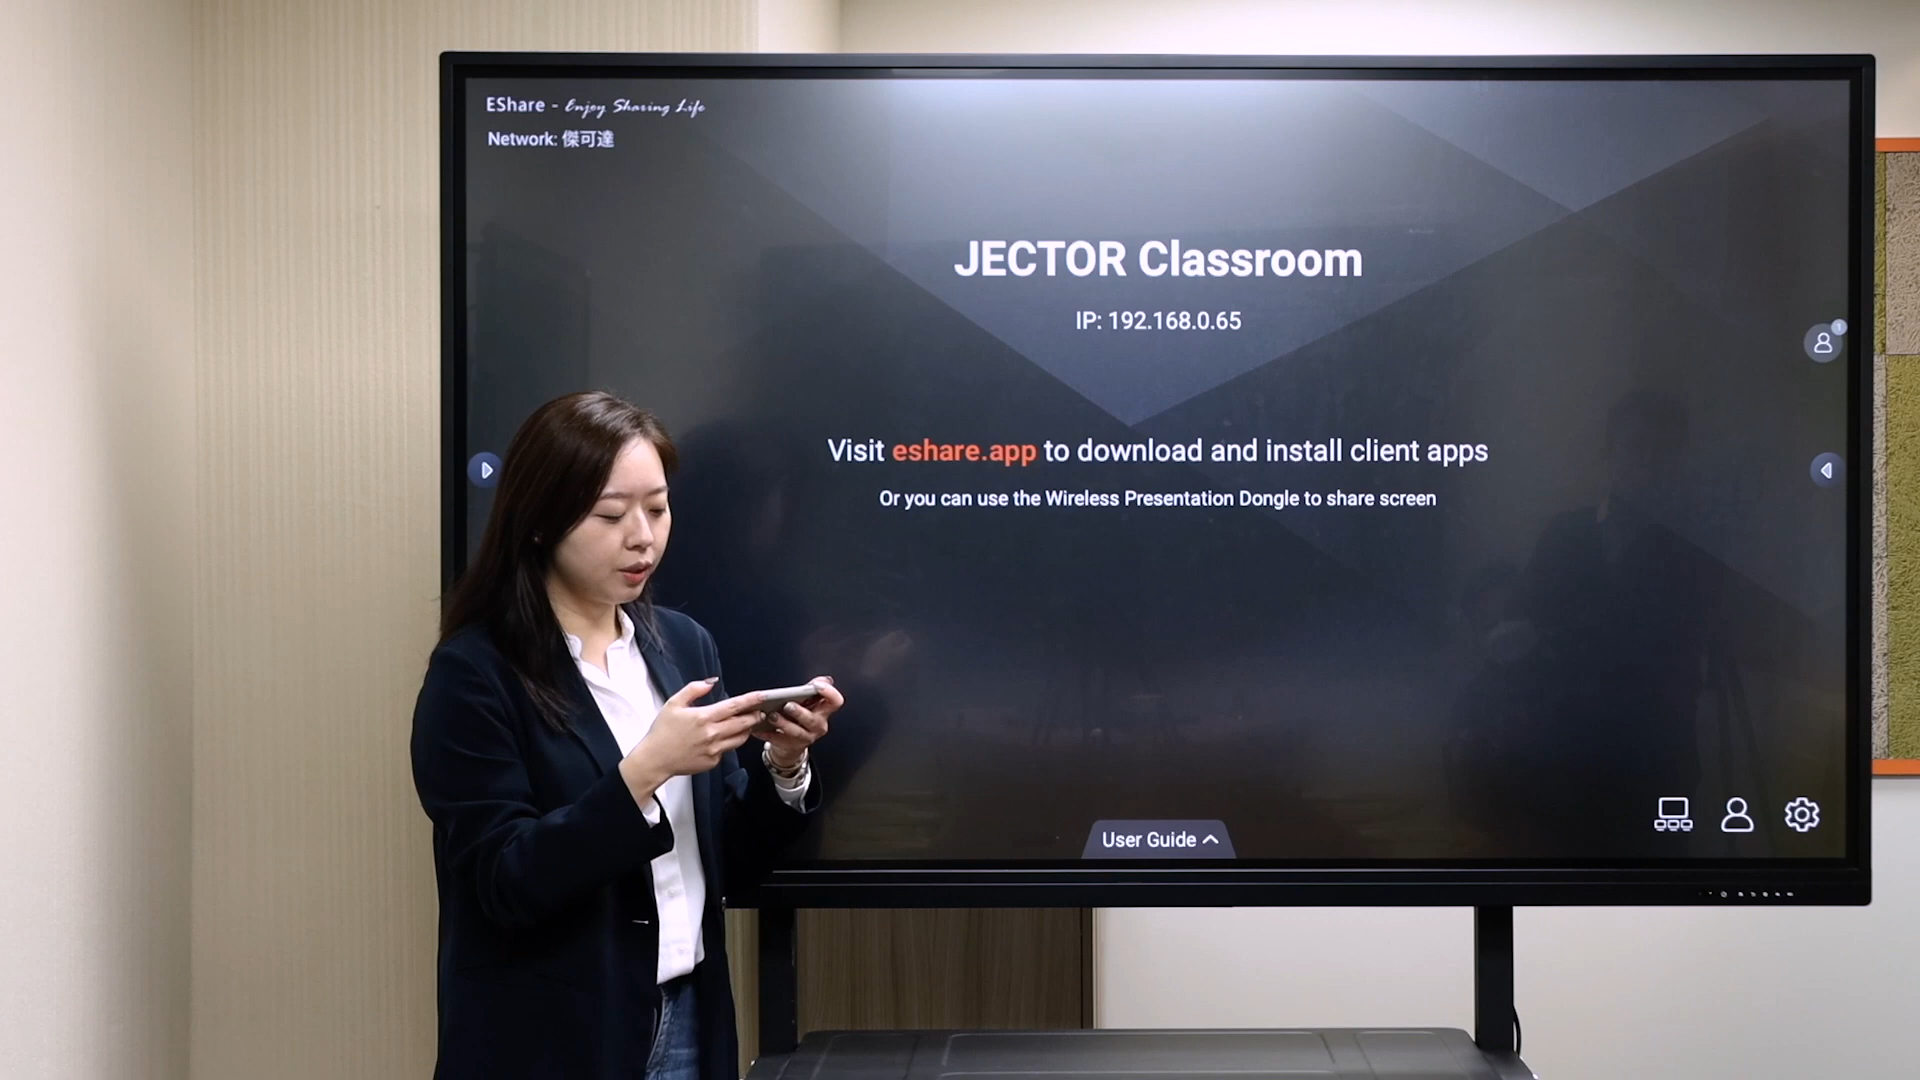 EShare - Enjoy Sharing Life
Network: 傑可達
JECTOR Classroom
IP: 192.168.0.65
1
Visit eshare.app to download and install client apps
Or you can use the Wireless Presentation Dongle to share screen
User Guide